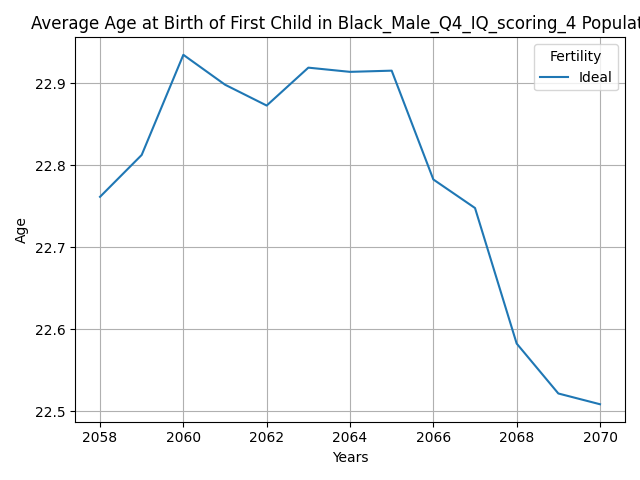 Average Age at Birth of First Child in Black_Male_Q4_IQ_scoring_4 Populat
Fertility
Ideal
22.9
22.8
22.7
22.6
22.5
Age
2058 2060 2062 2064 2066 2068 2070
Years